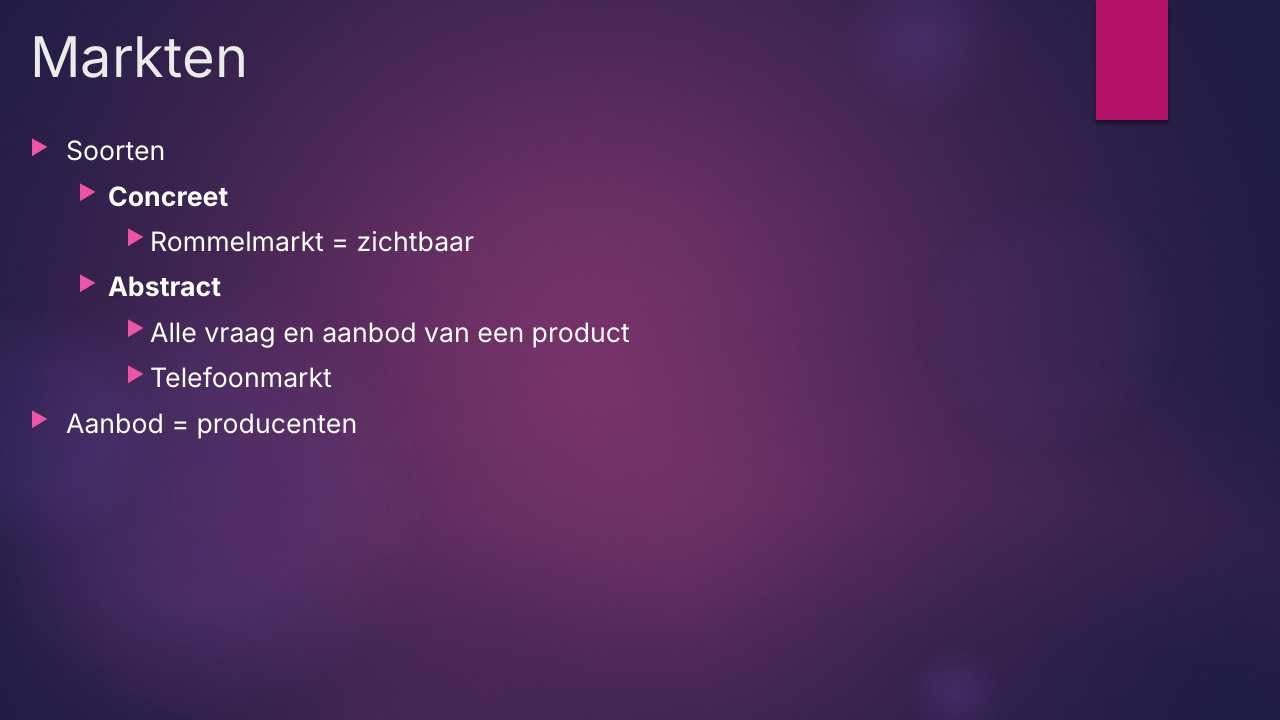 Markten
Soorten
Concreet
Rommelmarkt = zichtbaar
Abstract
Alle vraag en aanbod van een product
Telefoonmarkt
Aanbod = producenten